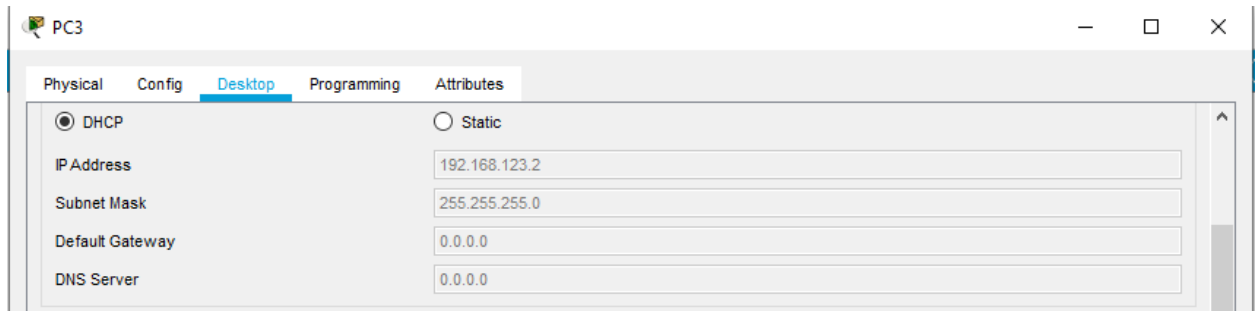 PC3
Physical Config Desktop Programming Attributes
DHCP Static
IP Address 192.168.123.2
Subnet Mask 255.255.255.0
Default Gateway 0.0.0.0
DNS Server 0.0.0.0